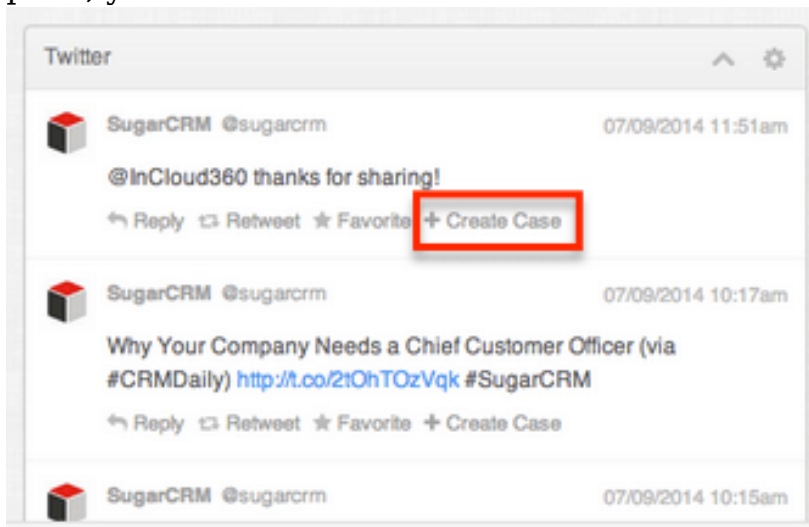 Twitter
SugarCRM @sugarcrm 07/09/2014 11:51am
@InCloud360 thanks for sharing!
Reply Retweet Favorite + Create Case
SugarCRM @sugarcrm 07/09/2014 10:17am
Why Your Company Needs a Chief Customer Officer (via
#CRMDaily) http://t.co/2tOhTOzVqk #SugarCRM
Reply Retweet Favorite + Create Case
SugarCRM @sugarcrm 07/09/2014 10:15am